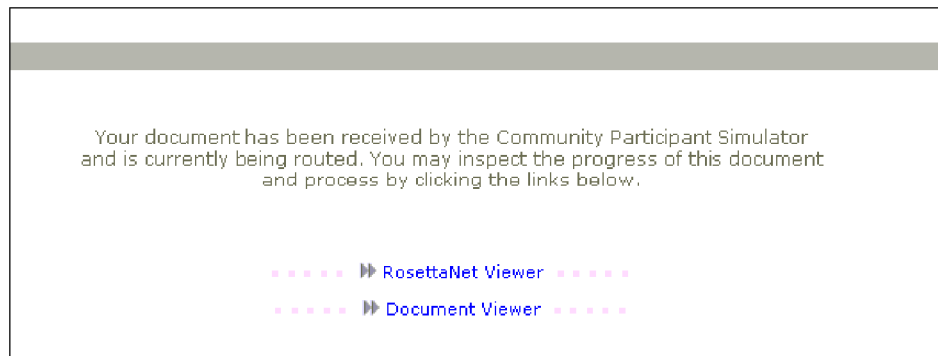 Your document has been received by the Community Participant Simulator
and is currently being routed. You may inspect the progress of this document
and process by clicking the links below.
RosettaNet Viewer
Document Viewer